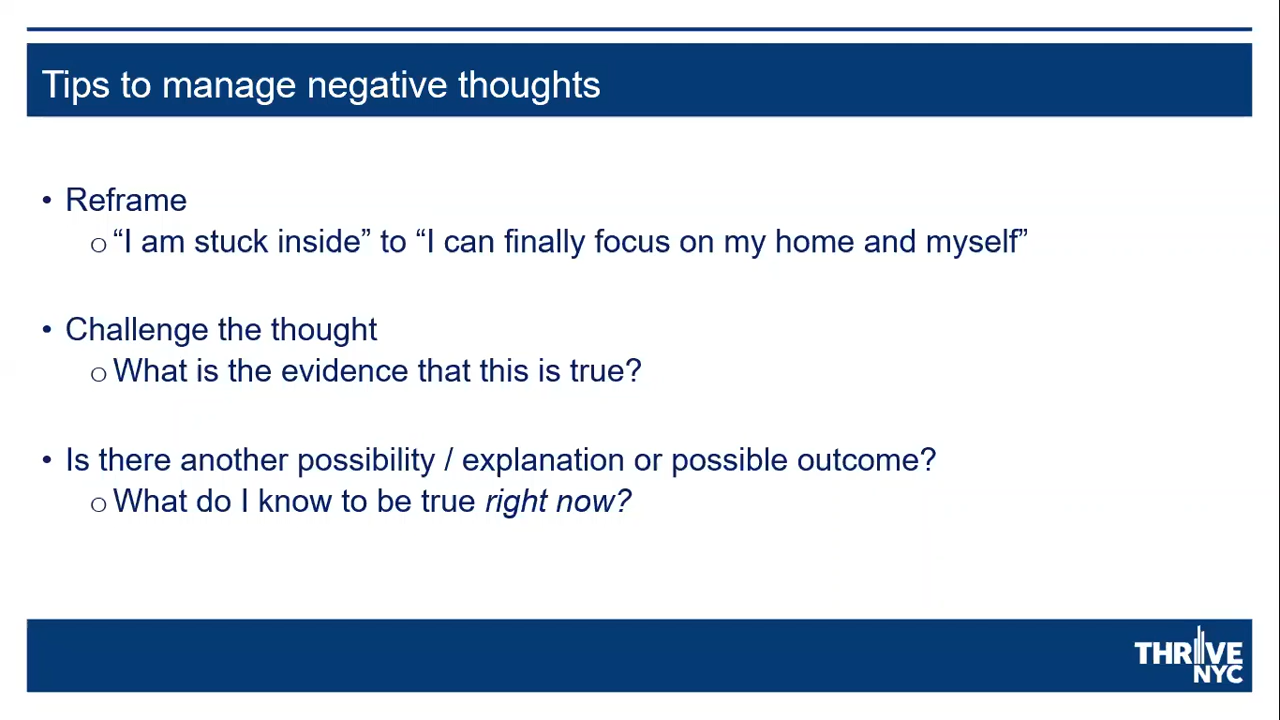 Tips to manage negative thoughts
• Reframe
o “I am stuck inside” to “I can finally focus on my home and myself”
• Challenge the thought
o What is the evidence that this is true?
• Is there another possibility / explanation or possible outcome?
o What do I know to be true right now?
THRIVE
NYC